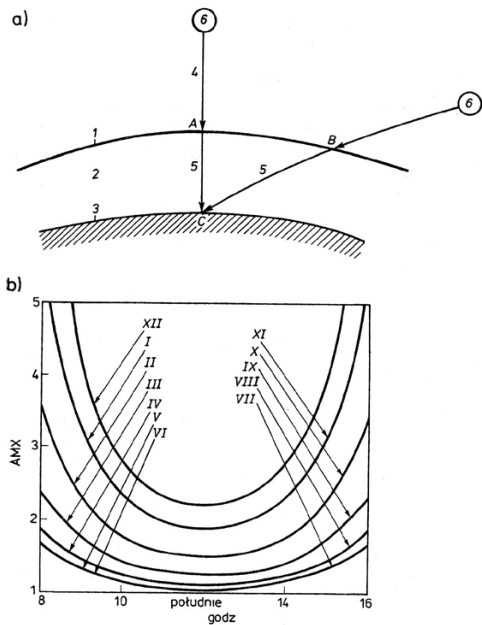 a)
6
4
A
1
B
6
5
5
2
3
C
b)
5
XII
XI
I
X
4
II
IX
III
VIII
IV
VII
V
VI
AMX
3
2
1
8
10
południe
14
16
godz